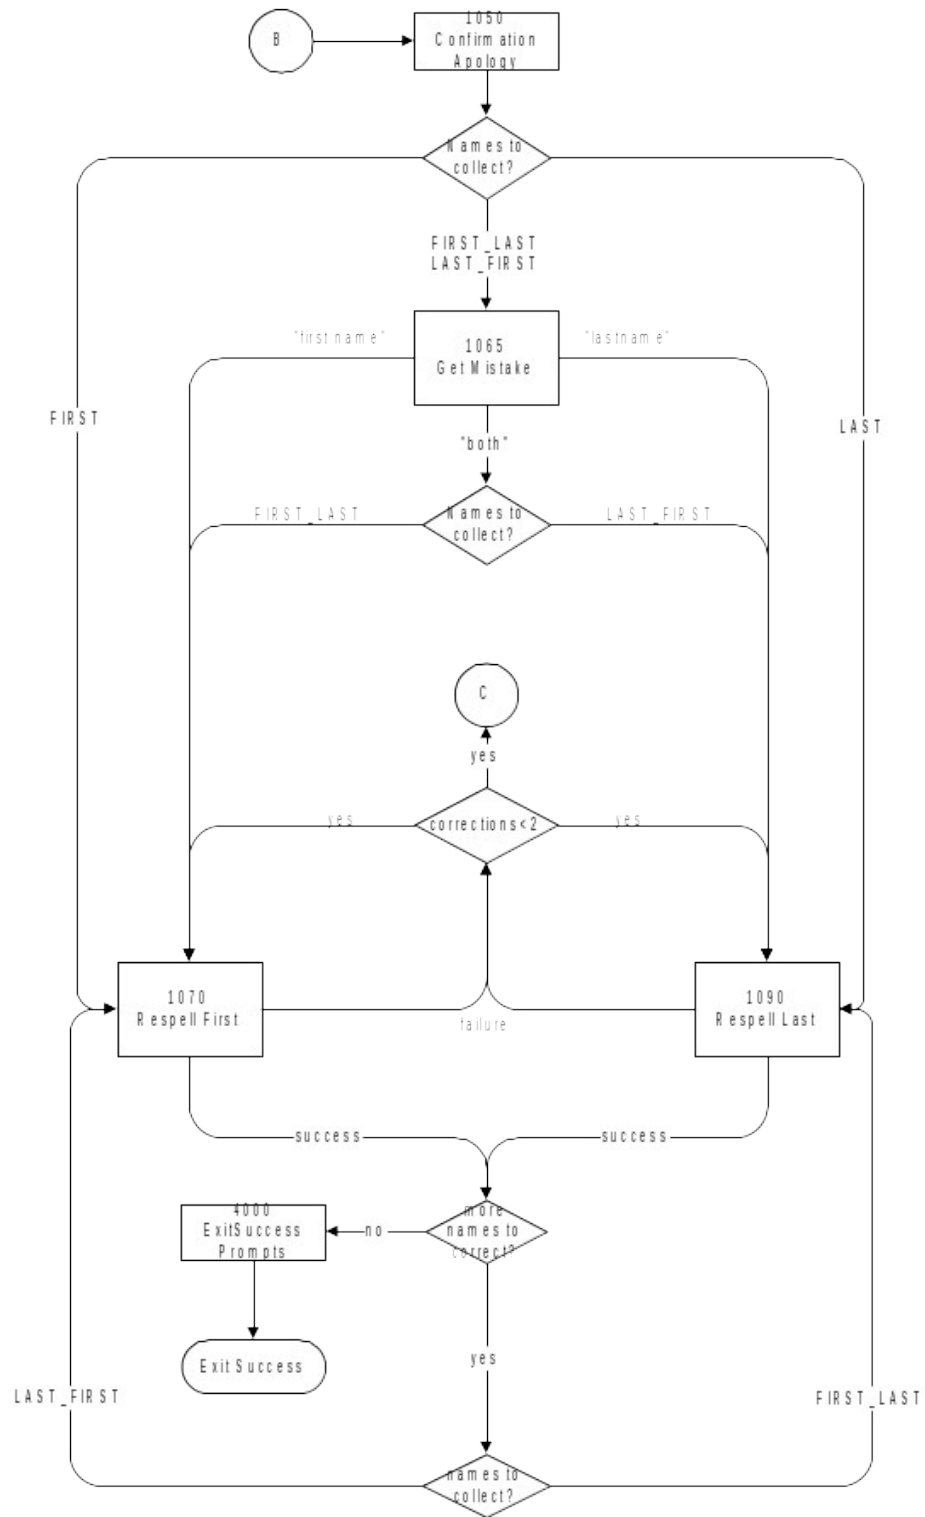 B
1050
Confirmation
Apology
Names to
collect?
FIRST_LAST
LAST_FIRST
"first name"
1065
Get Mistake
"last name"
FIRST
LAST
"both"
FIRST_LAST
Names to
collect?
LAST_FIRST
C
yes
yes
corrections<2
yes
1070
Respell First
1090
Respell Last
failure
success
success
4000
ExitSuccess
Prompts
no
more
names to
correct?
yes
Exit Success
LAST_FIRST
FIRST_LAST
names to
collect?